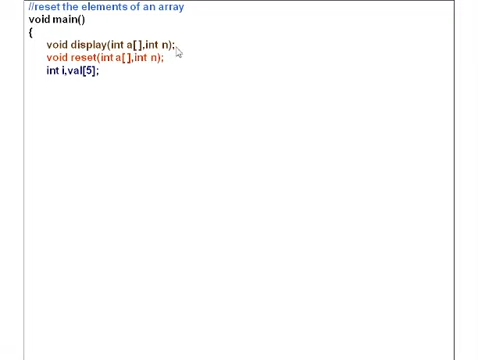 //reset the elements of an array
void main()
{
void display(int a[ ],int n);
void reset(int a[ ],int n);
int i,val[5];